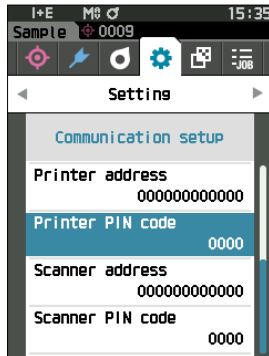 I+E M 15:35
Sample 0009
JOB
Setting
Communication setup
Printer address
000000000000
Printer PIN code
0000
Scanner address
000000000000
Scanner PIN code
0000